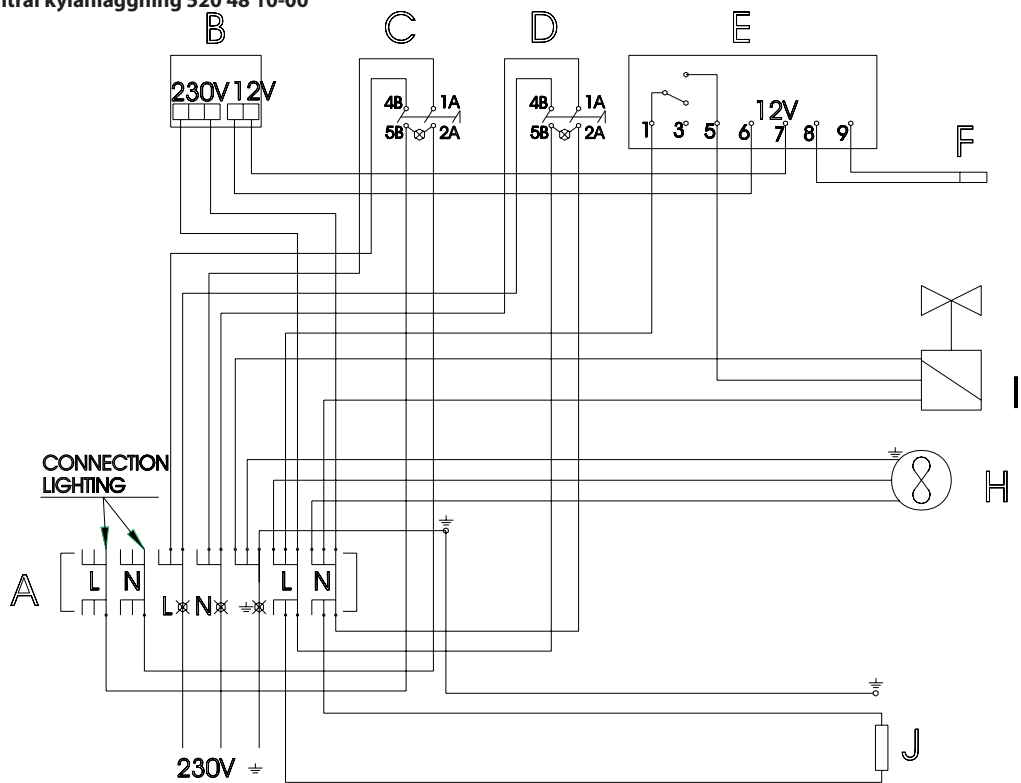 ntral kylanläggning 520 48 10-00
B C D E
230V 12V
4B 1A
5B 2A
4B 1A
5B 2A
12V
1 3 5 6 7 8 9
F
I
CONNECTION
LIGHTING
H
A
L N L N
L N
230V
J